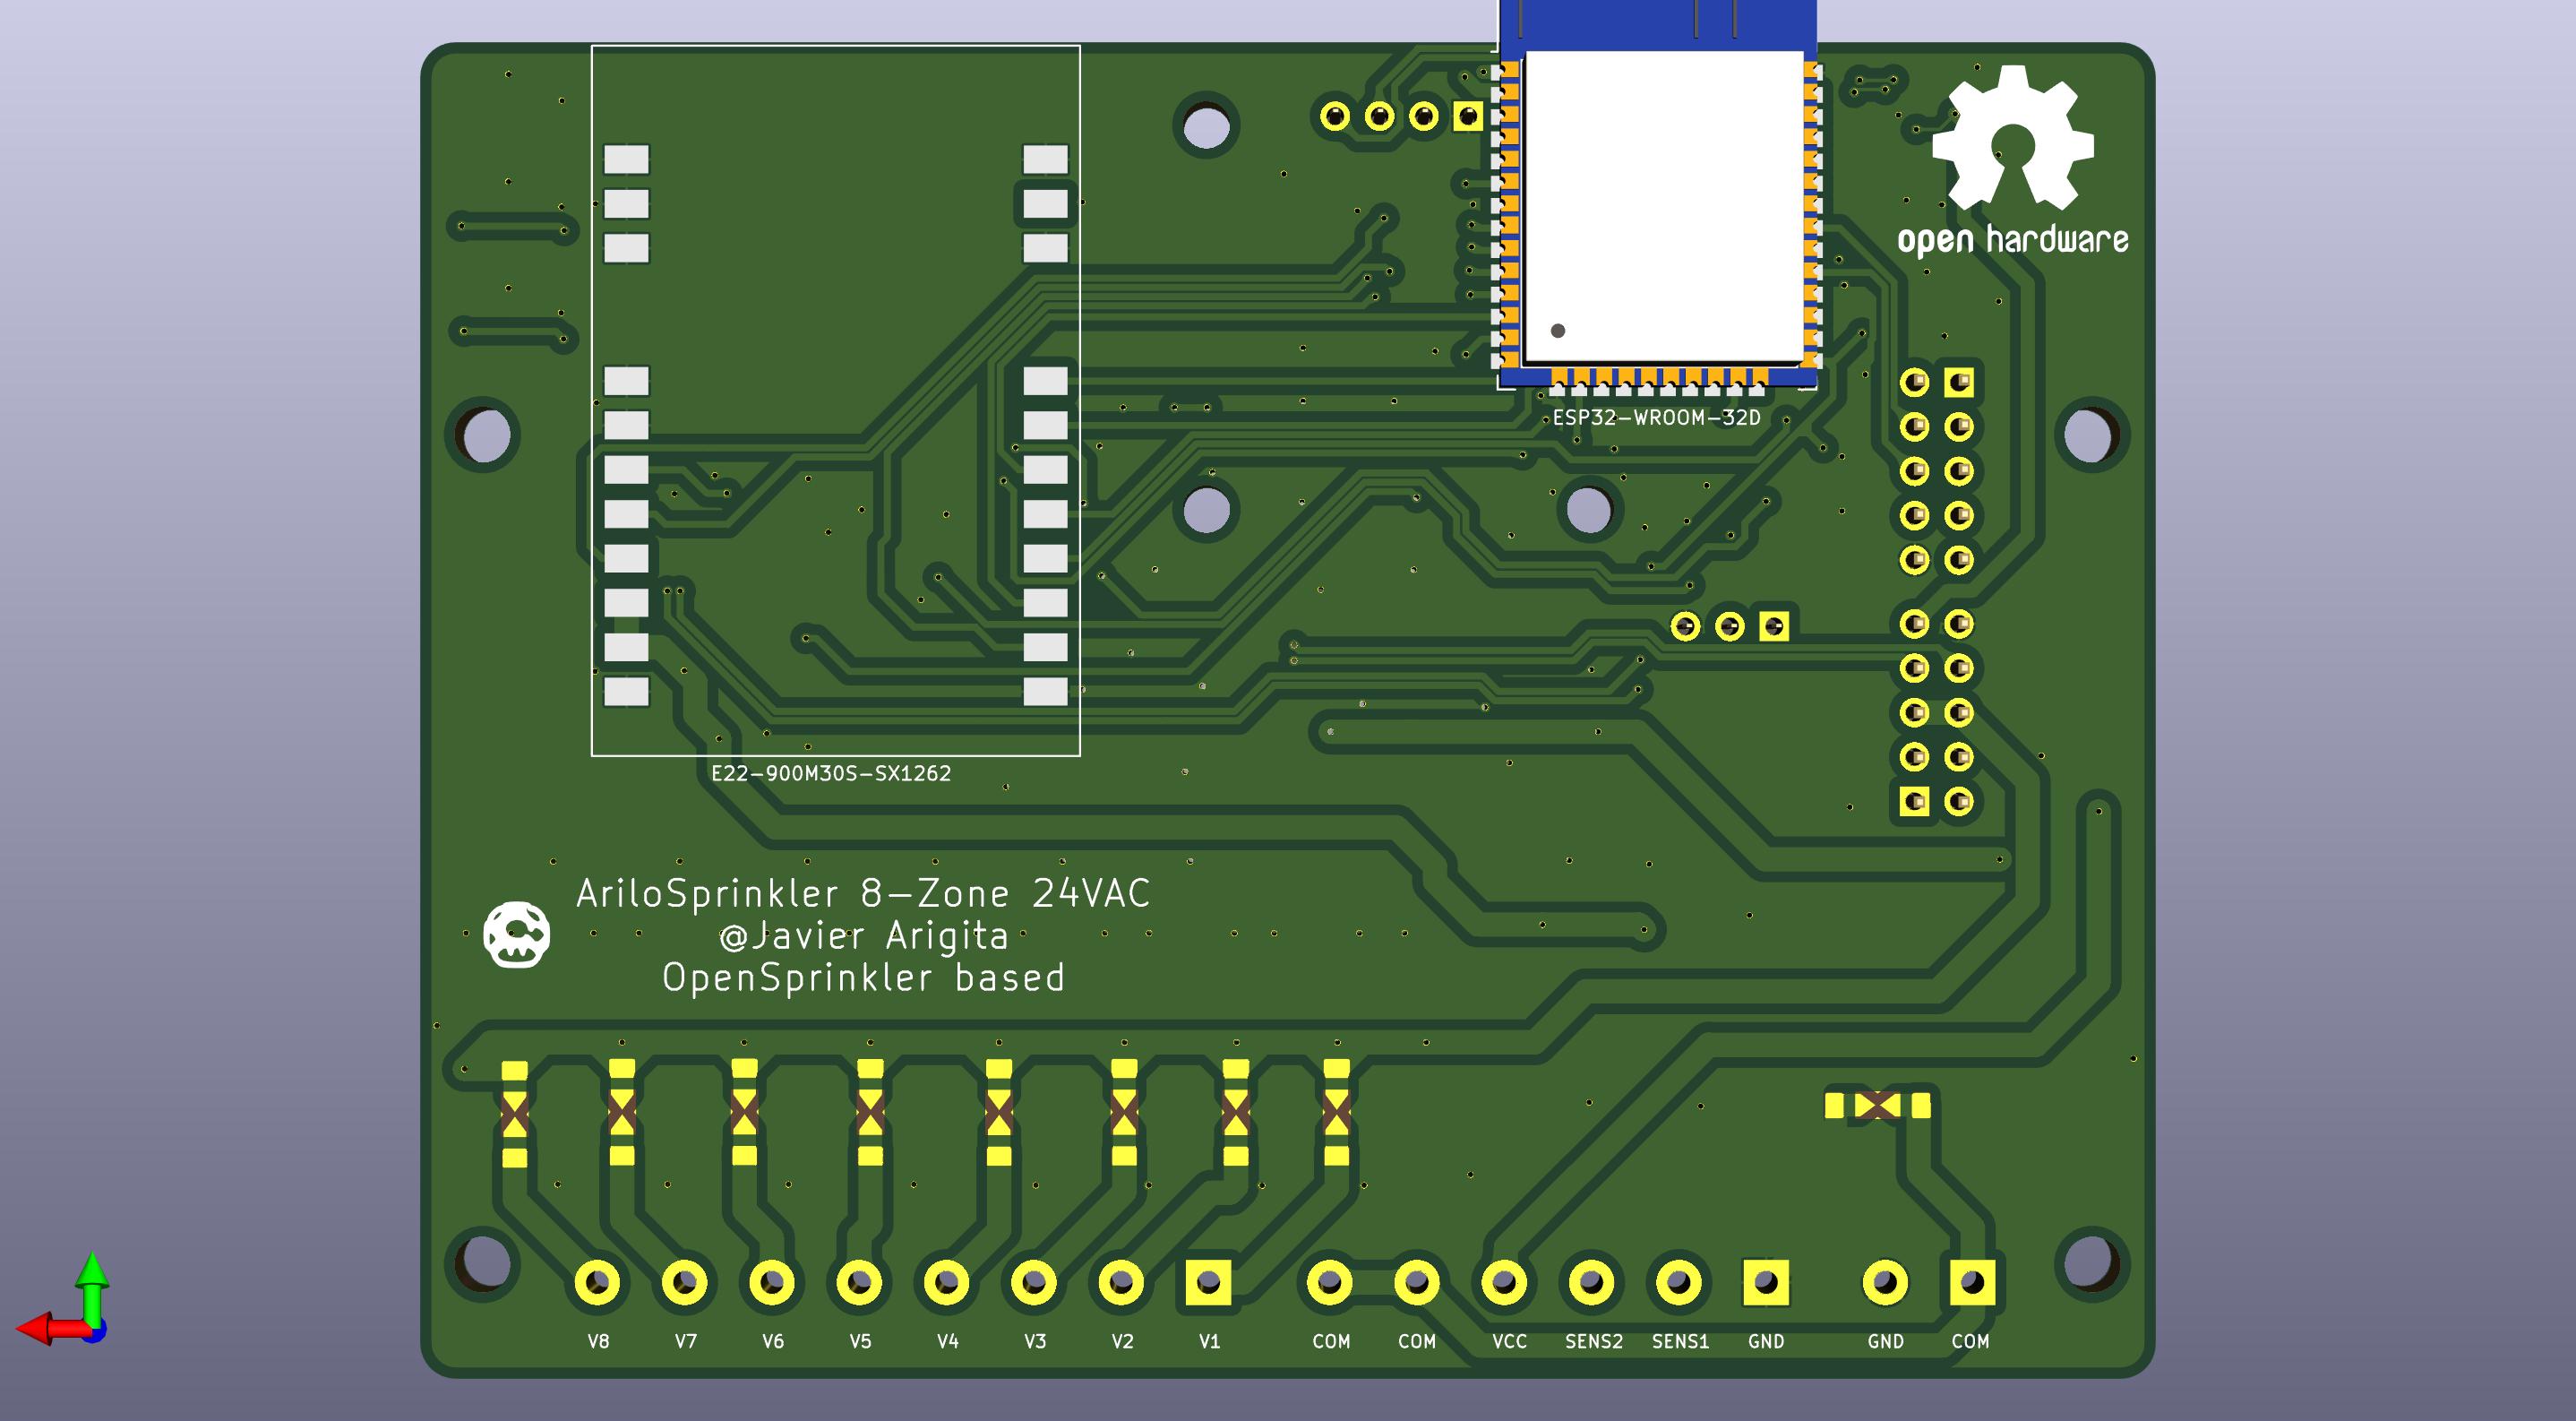 open hardware
ESP32-WROOM-32D
E22-900M30S-SX1262
AriloSprinkler 8-Zone 24VAC
@Javier Arigita
OpenSprinkler based
V8 V7 V6 V5 V4 V3 V2 V1 COM COM VCC SENS2 SENS1 GND GND COM